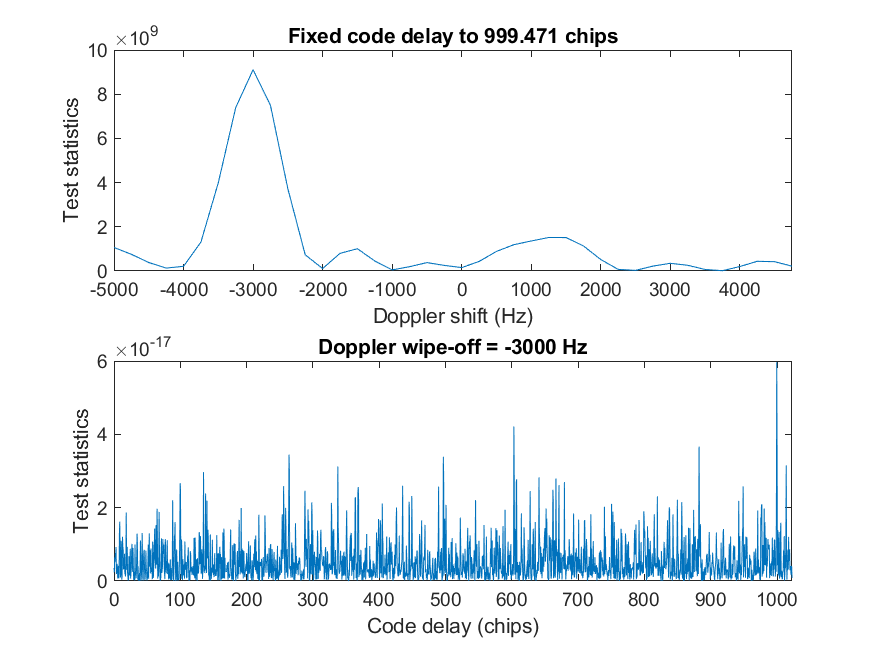 ×10^9
Fixed code delay to 999.471 chips
10
8
6
4
2
0
Test statistics
-5000 -4000 -3000 -2000 -1000 0 1000 2000 3000 4000
Doppler shift (Hz)
×10^-17
Doppler wipe-off = -3000 Hz
6
4
2
0
Test statistics
0 100 200 300 400 500 600 700 800 900 1000
Code delay (chips)